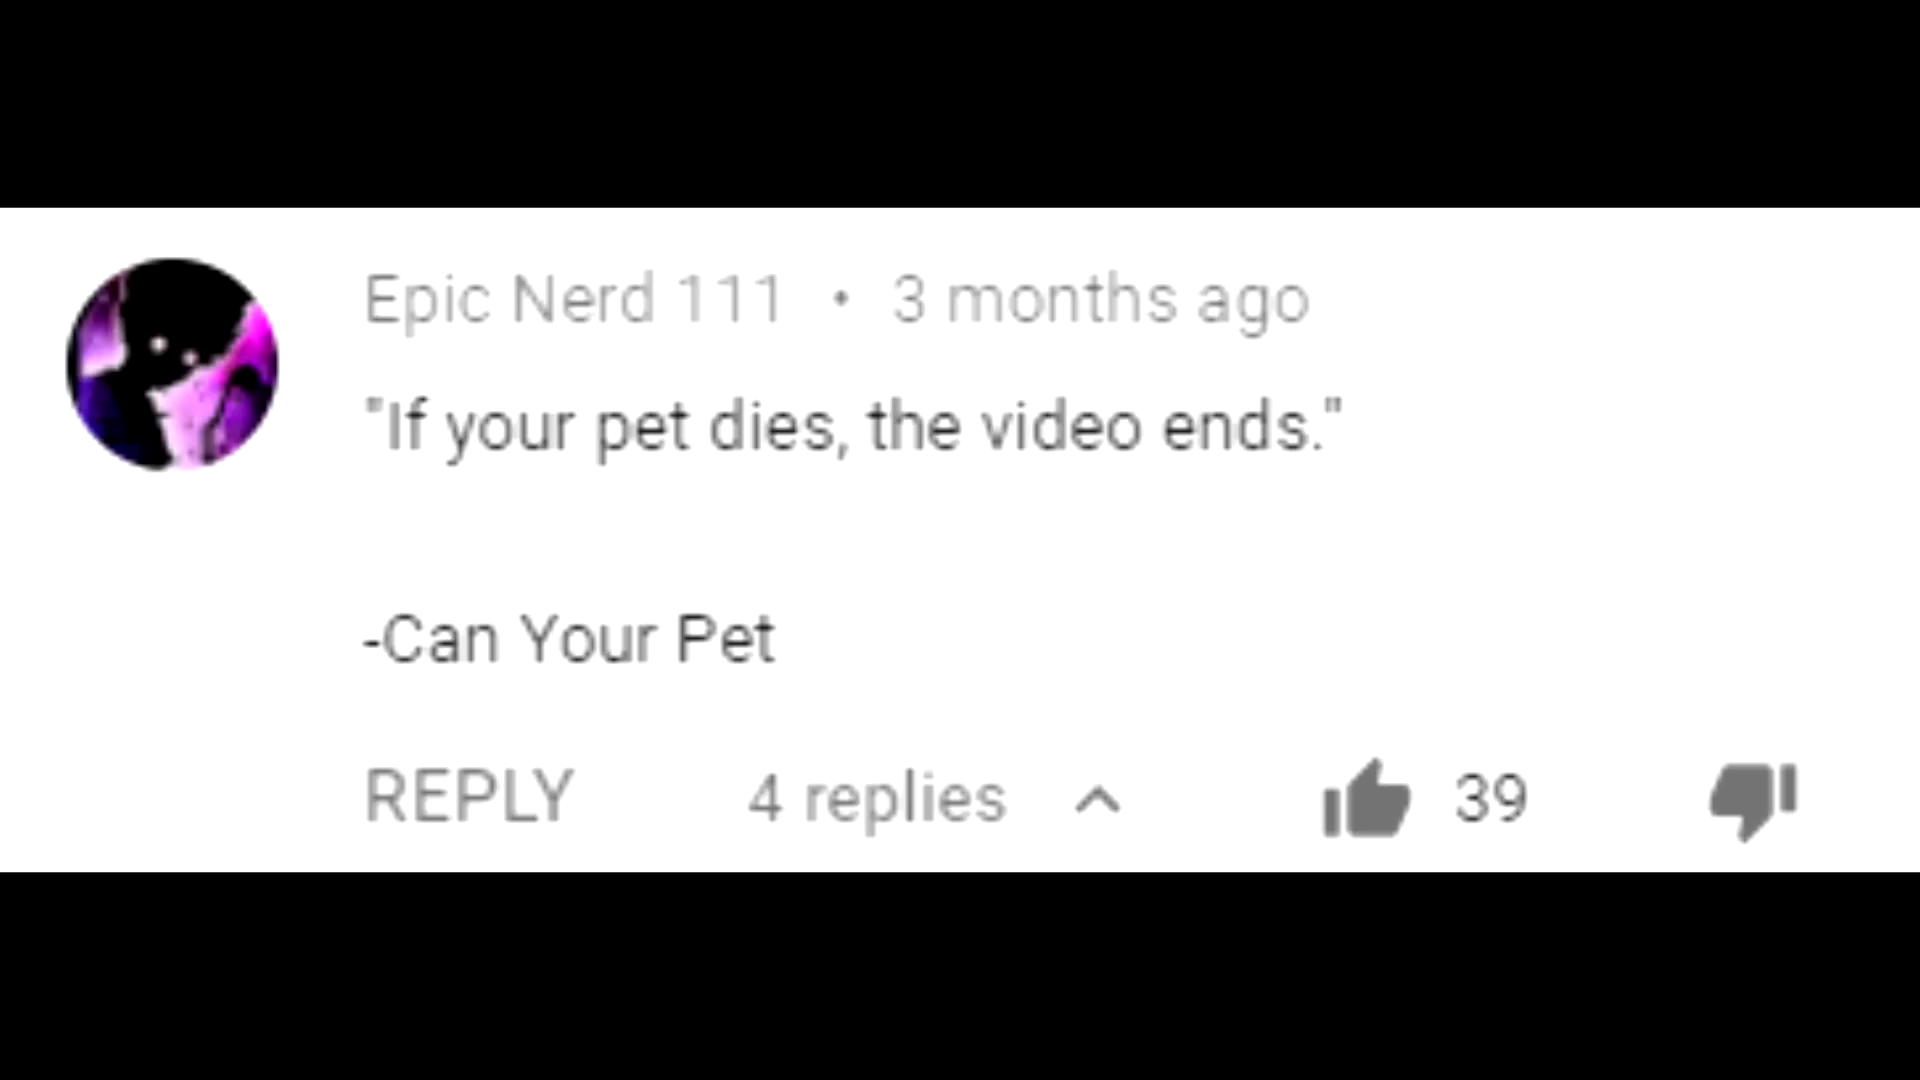 Epic Nerd 111 • 3 months ago
"If your pet dies, the video ends."
-Can Your Pet
REPLY 4 replies 39